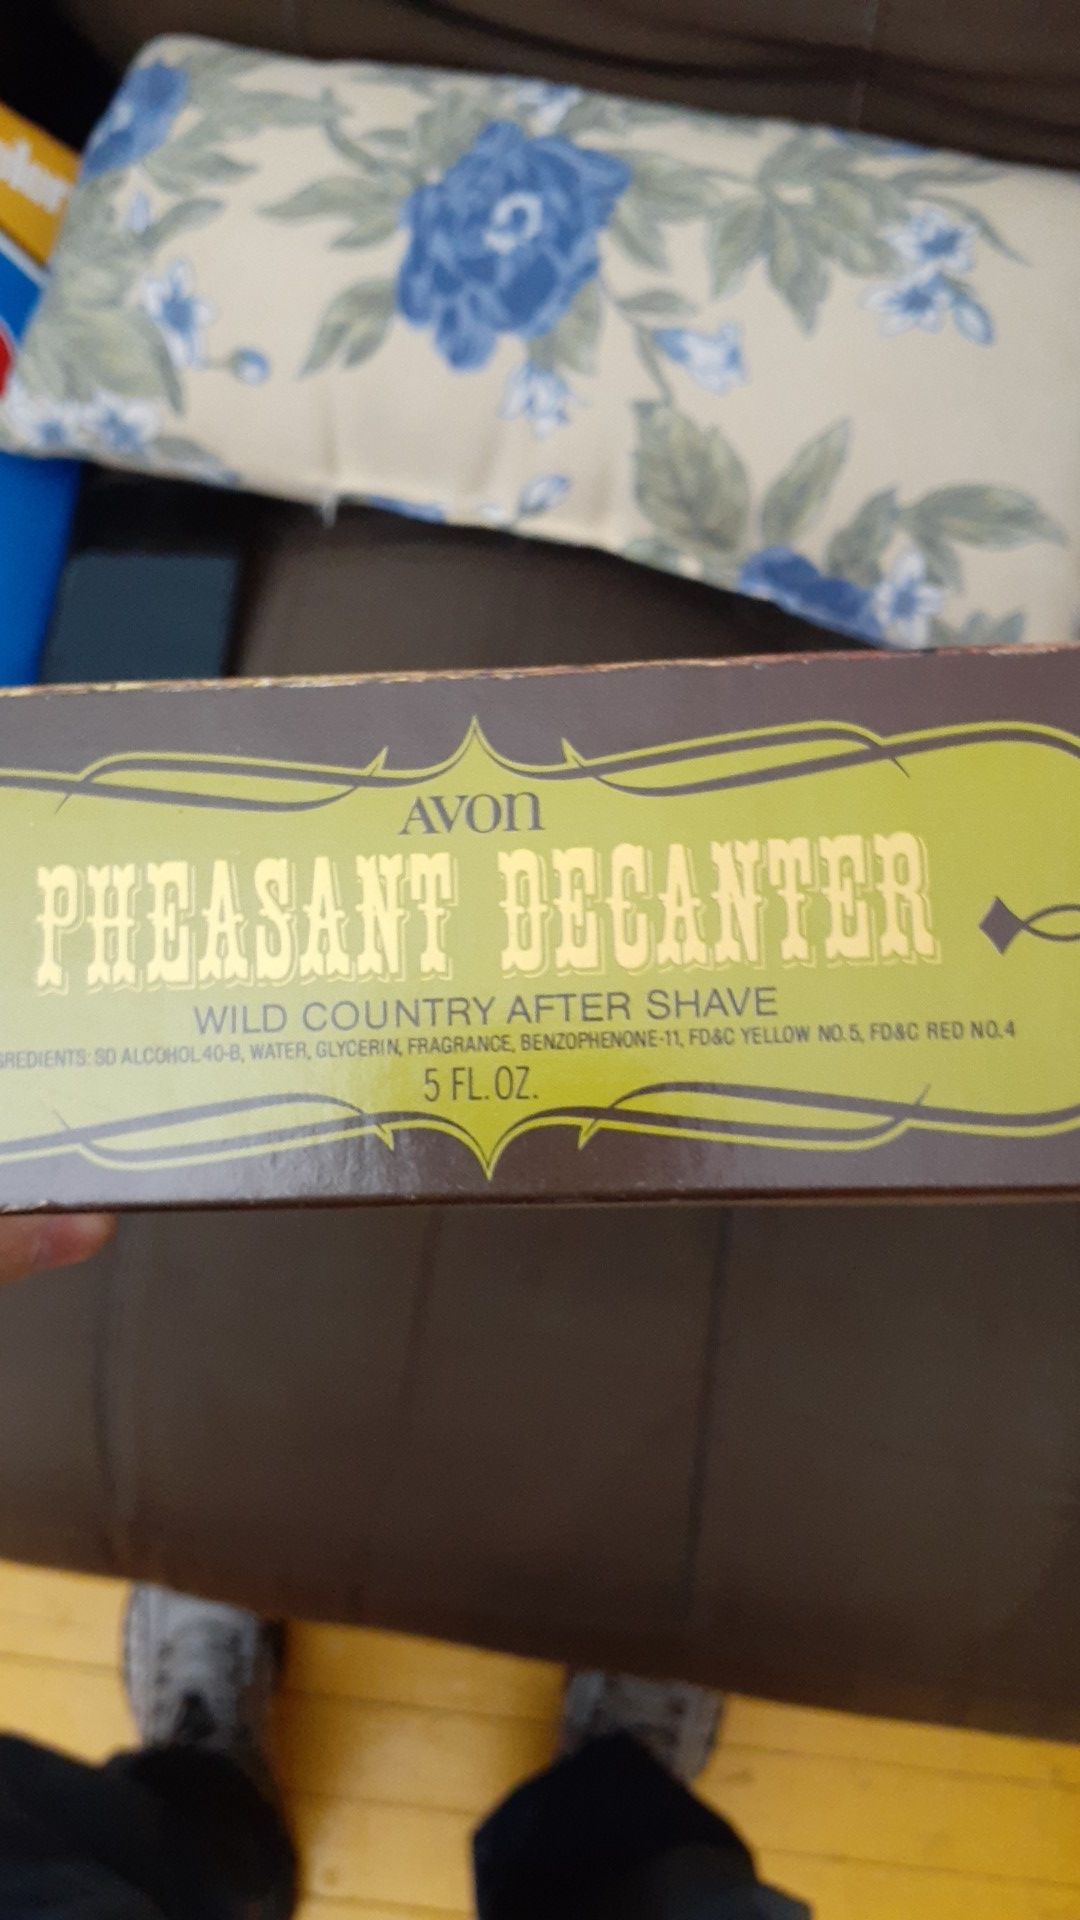 AVON
PHEASANT DECANTER
WILD COUNTRY AFTER SHAVE
GREDIENTS: SD ALCOHOL 40-B, WATER, GLYCERIN, FRAGRANCE, BENZOPHENONE-11, FD&C YELLOW NO. 5, FD&C RED NO. 4
5 FL. OZ.